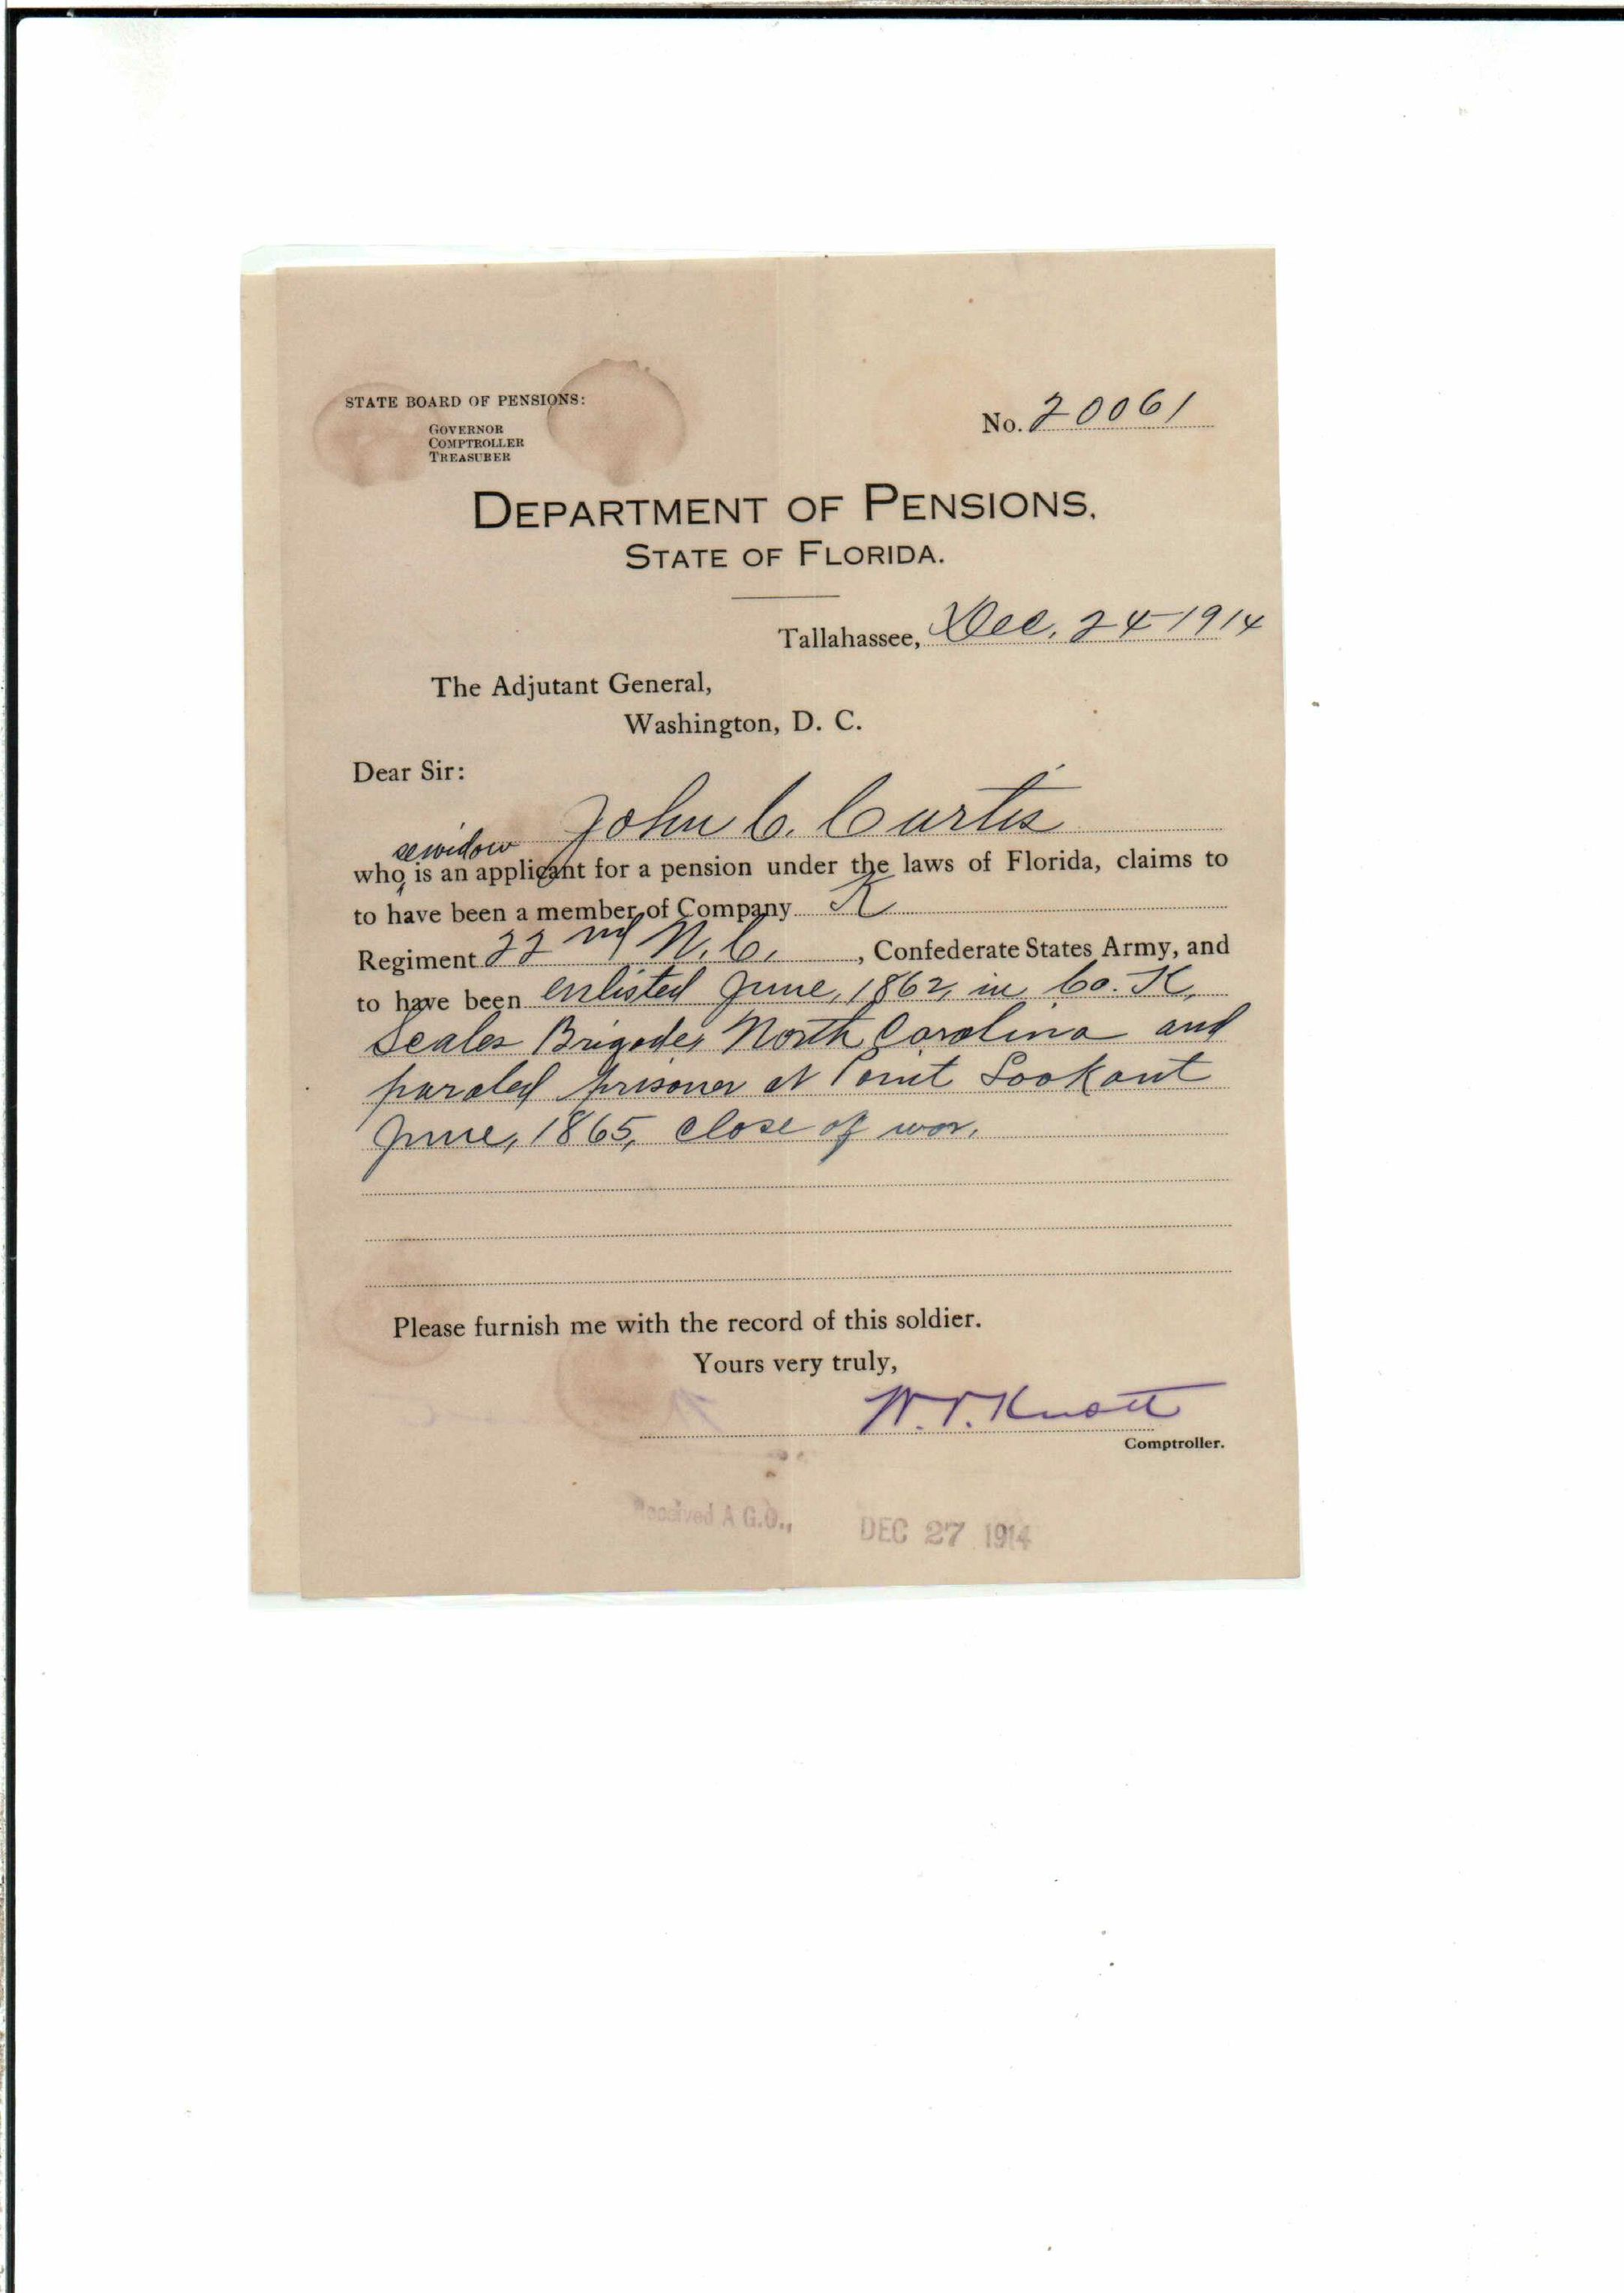 STATE BOARD OF PENSIONS:
GOVERNOR
COMPTROLLER
TREASURER
No. 20061
DEPARTMENT OF PENSIONS,
STATE OF FLORIDA.
Tallahassee, Dec. 24 1914
The Adjutant General,
Washington, D. C.
Dear Sir:
John C. Curtis
se widow
who, is an applicant for a pension under the laws of Florida, claims to
to have been a member of Company K
Regiment 22nd N. C. , Confederate States Army, and
to have been enlisted June, 1862, in Co. K,
Scales Brigade, North Carolina and
paroled prisoner at Point Lookout
June, 1865, close of war.
Please furnish me with the record of this soldier.
Yours very truly,
W. V. Knott
Comptroller.
Received A.G.O., DEC 27 1914